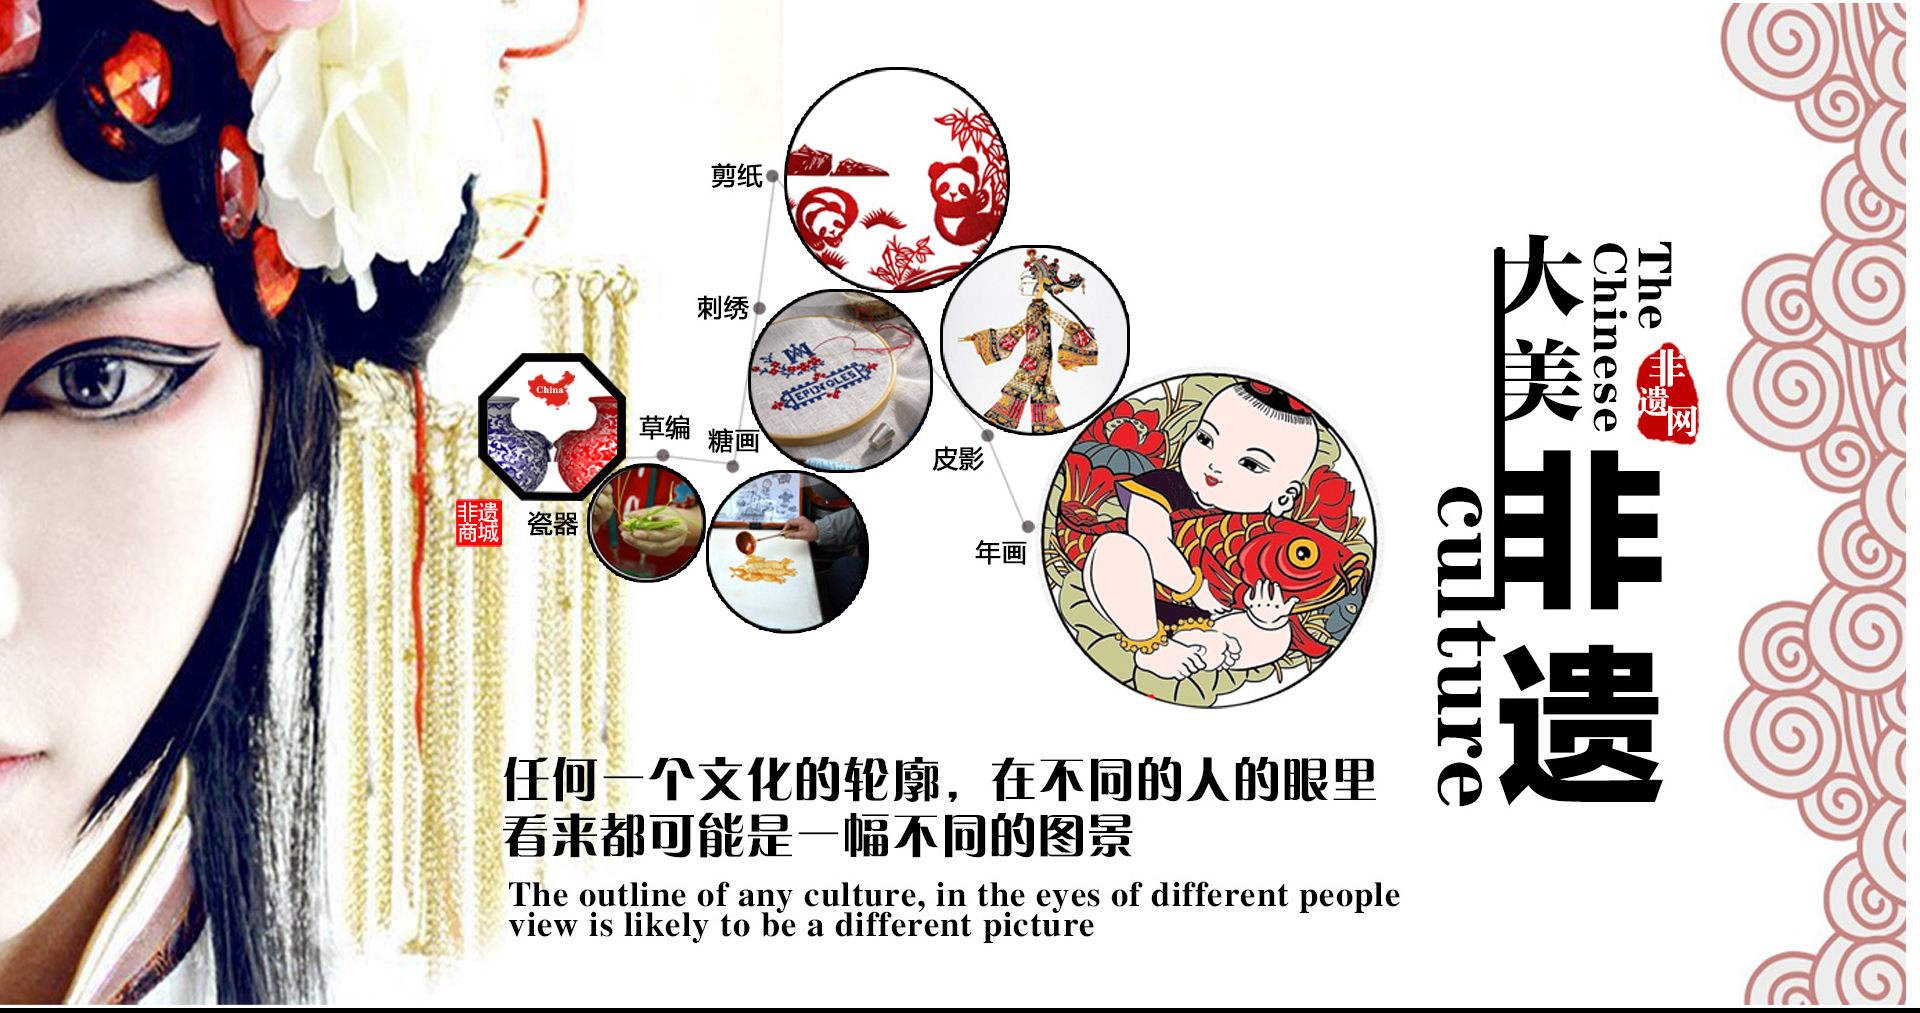 剪纸
刺绣
草编
糖画
China
EPINGLES
皮影
瓷器
年画
非遗
商城
The
Chinese
大美
非遗
culture
非
遗网
任何一个文化的轮廓，在不同的人的眼里
看来都可能是一幅不同的图景
The outline of any culture, in the eyes of different people
view is likely to be a different picture